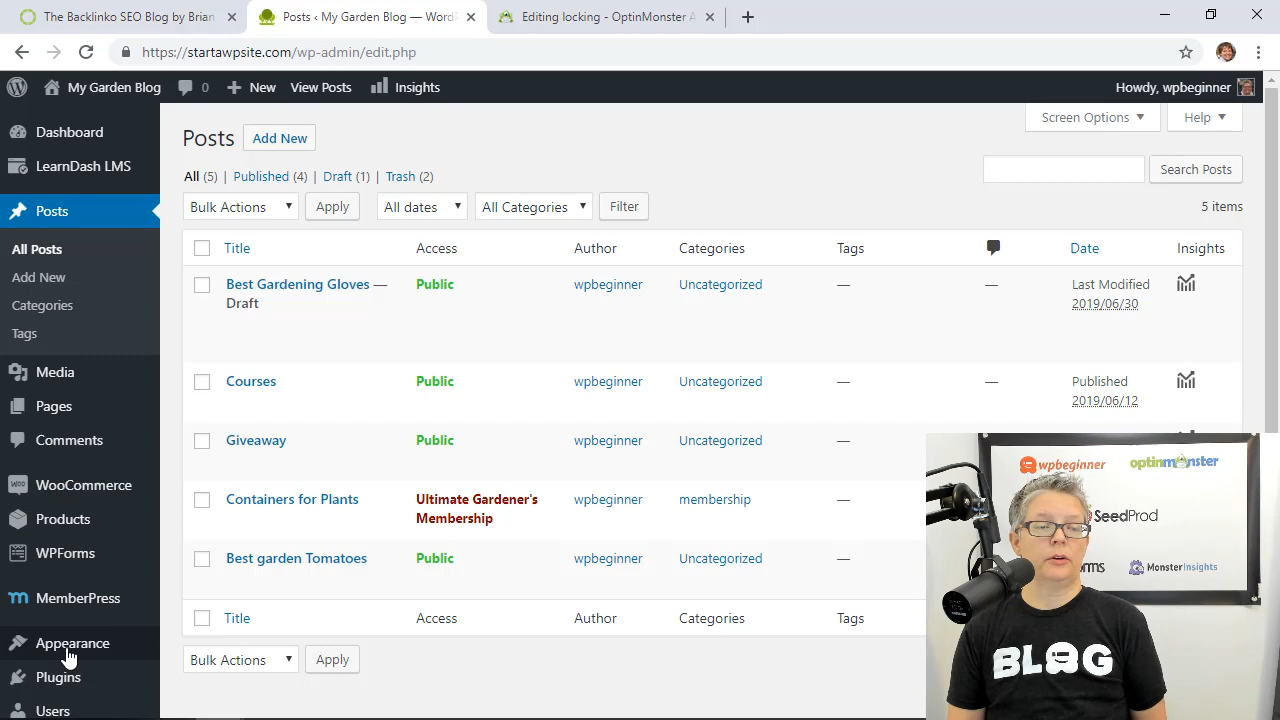 The Backlinko SEO Blog by Brian
Posts ‹ My Garden Blog — Word
Editing locking - OptinMonster A
https://startawpsite.com/wp-admin/edit.php
My Garden Blog
0
New
View Posts
Insights
Howdy, wpbeginner
Dashboard
LearnDash LMS
Posts
All Posts
Add New
Categories
Tags
Media
Pages
Comments
WooCommerce
Products
WPForms
MemberPress
Appearance
Plugins
Users
Posts
Add New
Screen Options
Help
All (5) | Published (4) | Draft (1) | Trash (2)
Search Posts
Bulk Actions
Apply
All dates
All Categories
Filter
5 items
Title
Access
Author
Categories
Tags
Date
Insights
Best Gardening Gloves —
Draft
Public
wpbeginner
Uncategorized
—
—
Last Modified
2019/06/30
Courses
Public
wpbeginner
Uncategorized
—
—
Published
2019/06/12
Giveaway
Public
wpbeginner
Uncategorized
—
Containers for Plants
Ultimate Gardener's
Membership
wpbeginner
membership
—
Best garden Tomatoes
Public
wpbeginner
Uncategorized
—
Title
Access
Author
Categories
Tags
Bulk Actions
Apply
wpbeginner
optinmonster
SeedProd
orms
MonsterInsights
BLOG